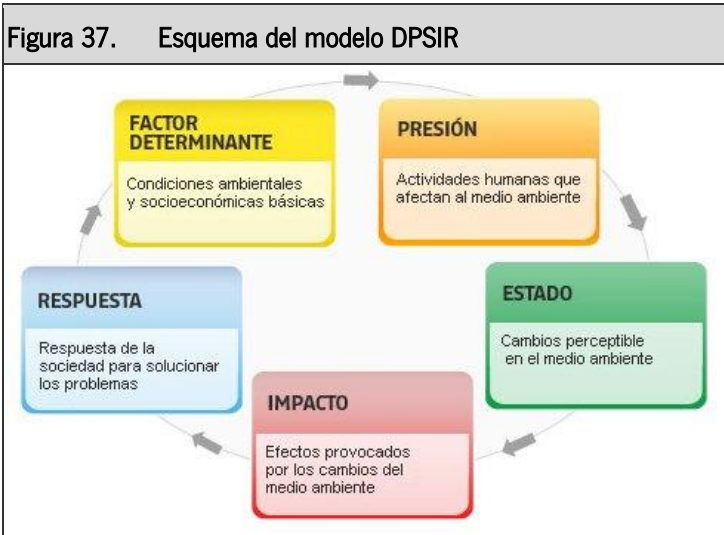 Figura 37. Esquema del modelo DPSIR
FACTOR
DETERMINANTE
Condiciones ambientales
y socioeconómicas básicas
PRESIÓN
Actividades humanas que
afectan al medio ambiente
RESPUESTA
Respuesta de la
sociedad para solucionar
los problemas
ESTADO
Cambios perceptible
en el medio ambiente
IMPACTO
Efectos provocados
por los cambios del
medio ambiente